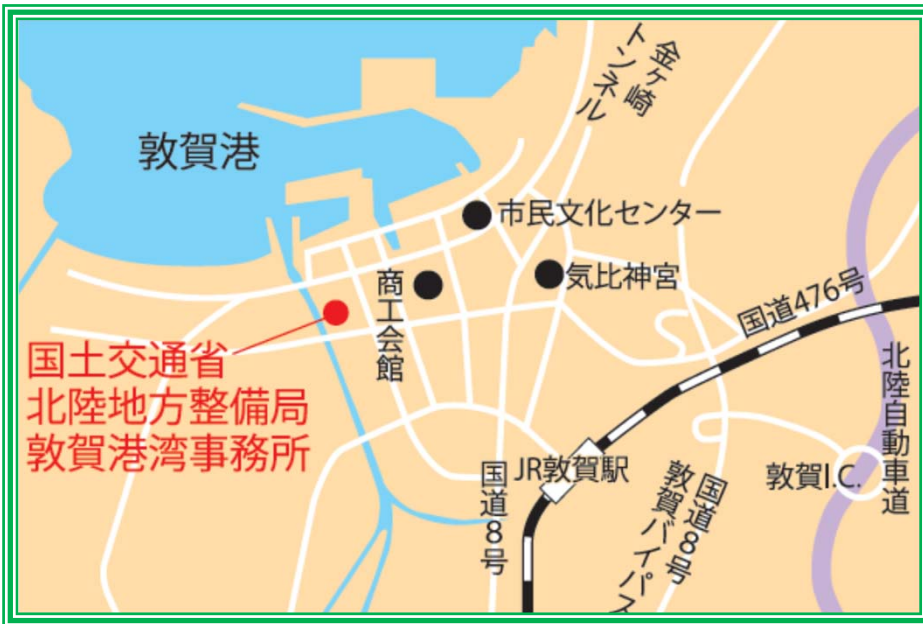 金ヶ崎
トンネル
敦賀港
市民文化センター
気比神宮
商工会館
国道476号
国土交通省
北陸地方整備局
敦賀港湾事務所
北陸自動車道
JR敦賀駅
敦賀I.C.
国道8号
国道8号
敦賀バイパス